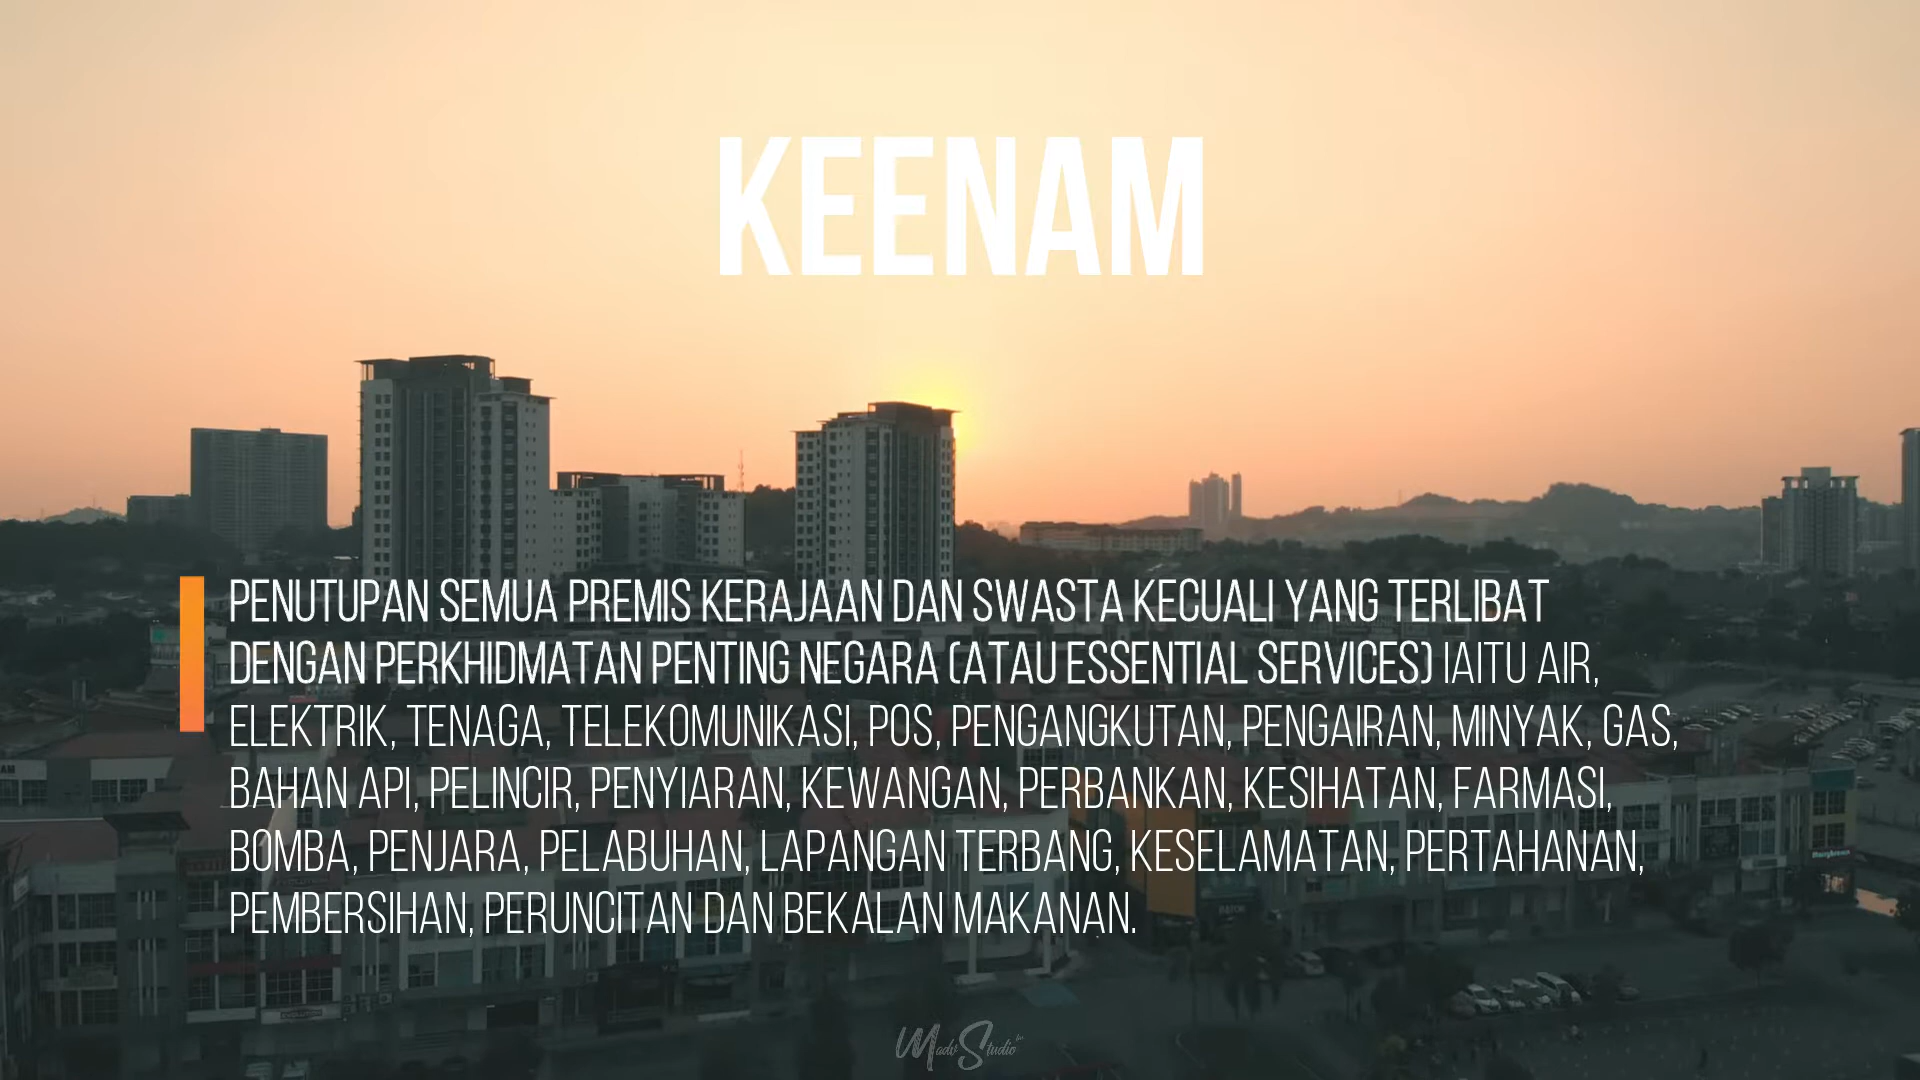 KEENAM
PENUTUPAN SEMUA PREMIS KERAJAAN DAN SWASTA KECUALI YANG TERLIBAT
DENGAN PERKHIDMATAN PENTING NEGARA (ATAU ESSENTIAL SERVICES) IAITU AIR,
ELEKTRIK, TENAGA, TELEKOMUNIKASI, POS, PENGANGKUTAN, PENGAIRAN, MINYAK, GAS,
BAHAN API, PELINCIR, PENYIARAN, KEWANGAN, PERBANKAN, KESIHATAN, FARMASI,
BOMBA, PENJARA, PELABUHAN, LAPANGAN TERBANG, KESELAMATAN, PERTAHANAN,
PEMBERSIHAN, PERUNCITAN DAN BEKALAN MAKANAN.
Madv Studio